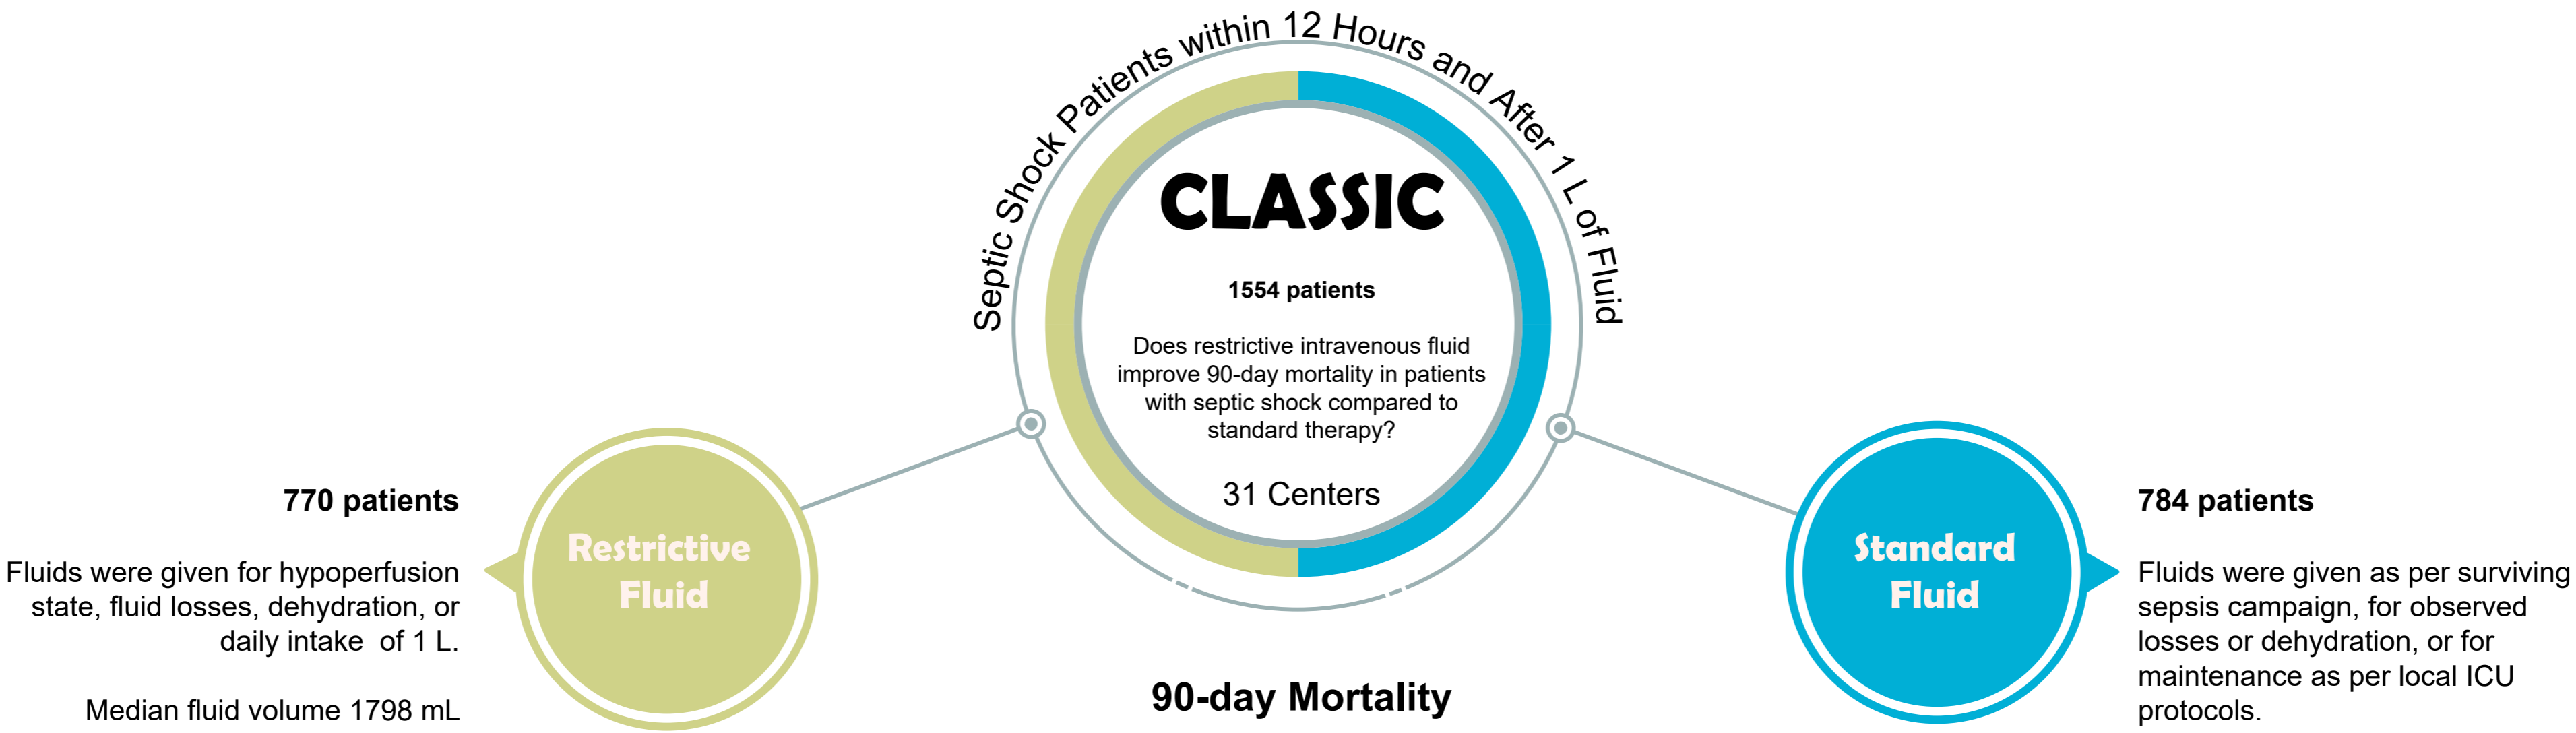 Septic Shock Patients within 12 Hours and After 1 L of Fluid
CLASSIC
1554 patients
Does restrictive intravenous fluid
improve 90-day mortality in patients
with septic shock compared to
standard therapy?
31 Centers
770 patients
Fluids were given for hypoperfusion
state, fluid losses, dehydration, or
daily intake of 1 L.
Median fluid volume 1798 mL
Restrictive
Fluid
90-day Mortality
Standard
Fluid
784 patients
Fluids were given as per surviving
sepsis campaign, for observed
losses or dehydration, or for
maintenance as per local ICU
protocols.